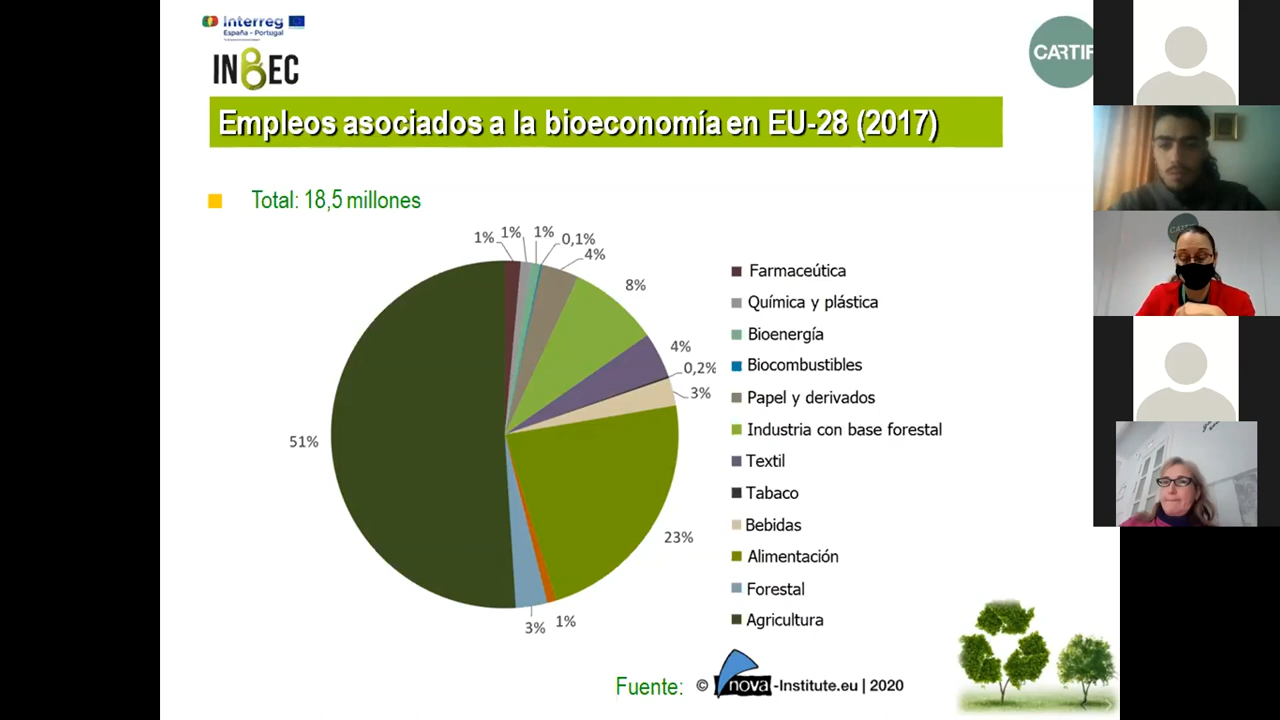 Interreg
España - Portugal
INBEC
CARTIF
Empleos asociados a la bioeconomía en EU-28 (2017)
Total: 18,5 millones
1%
1%
1%
0,1%
4%
8%
4%
0,2%
3%
23%
1%
3%
51%
Farmaceútica
Química y plástica
Bioenergía
Biocombustibles
Papel y derivados
Industria con base forestal
Textil
Tabaco
Bebidas
Alimentación
Forestal
Agricultura
Fuente: © nova-Institute.eu | 2020